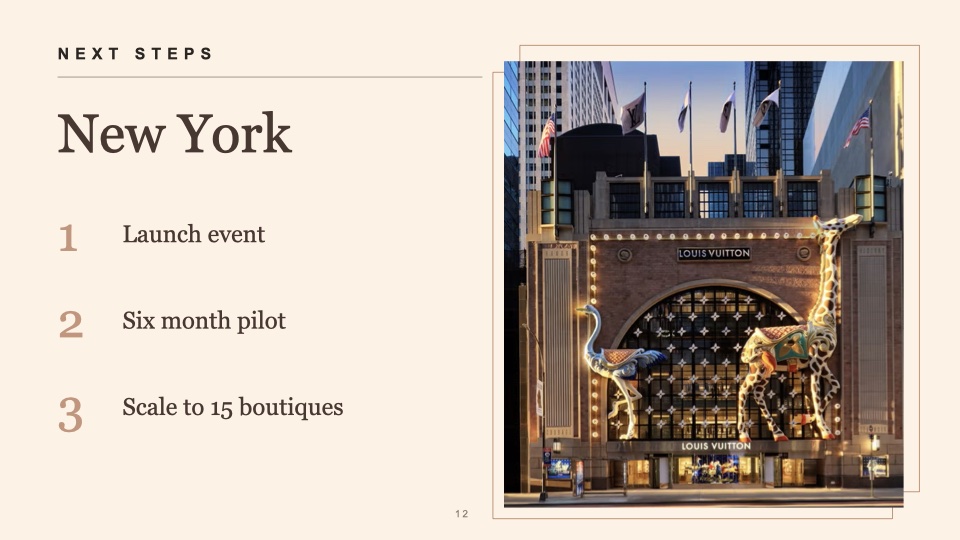 NEXT STEPS
New York
1 Launch event
2 Six month pilot
3 Scale to 15 boutiques
LOUIS VUITTON
LOUIS VUITTON
12